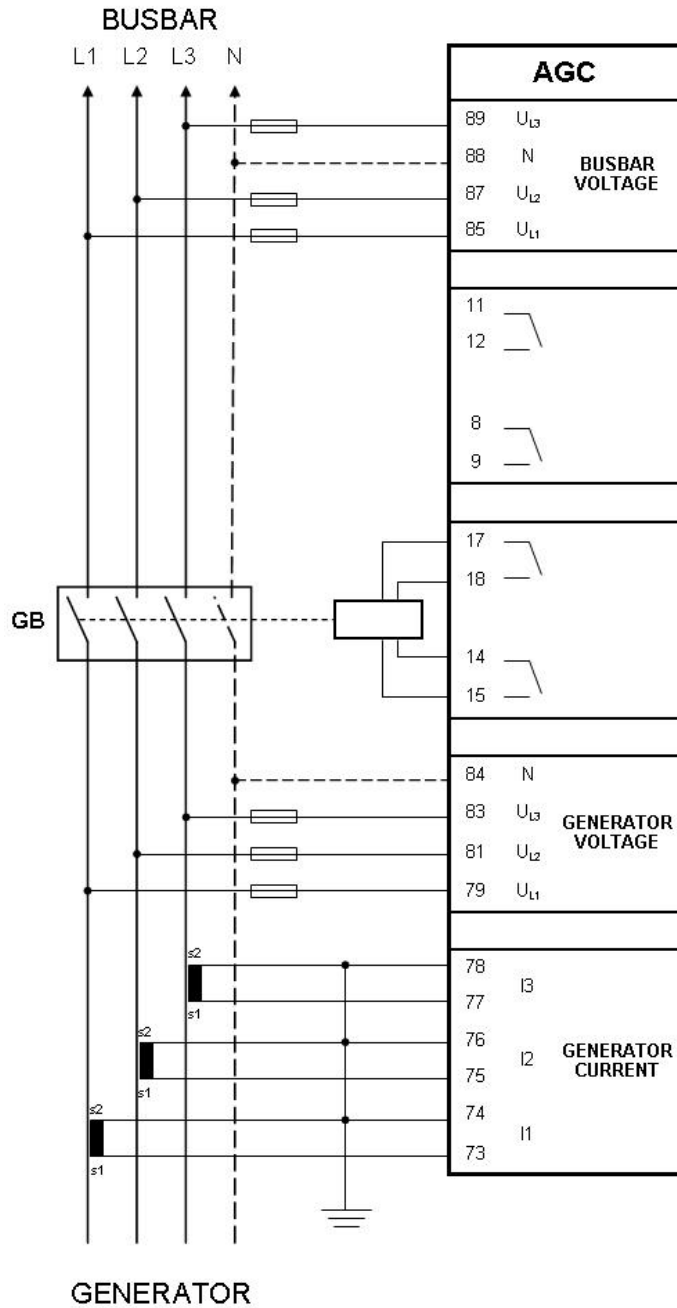 BUSBAR
L1 L2 L3 N
AGC
89 UL3
88 N
BUSBAR
VOLTAGE
87 UL2
85 UL1
11
12
8
9
17
18
GB
14
15
84 N
83 UL3
GENERATOR
VOLTAGE
81 UL2
79 UL1
s2
78
I3
77
s1
s2
76
I2
GENERATOR
CURRENT
75
s1
s2
74
I1
73
s1
GENERATOR